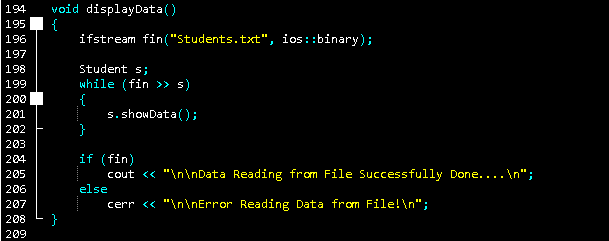 194 void displayData()
195 {
196 ifstream fin("Students.txt", ios::binary);
197
198 Student s;
199 while (fin >> s)
200 {
201 s.showData();
202 }
203
204 if (fin)
205 cout << "\n\nData Reading from File Successfully Done....\n";
206 else
207 cerr << "\n\nError Reading Data from File!\n";
208 }
209